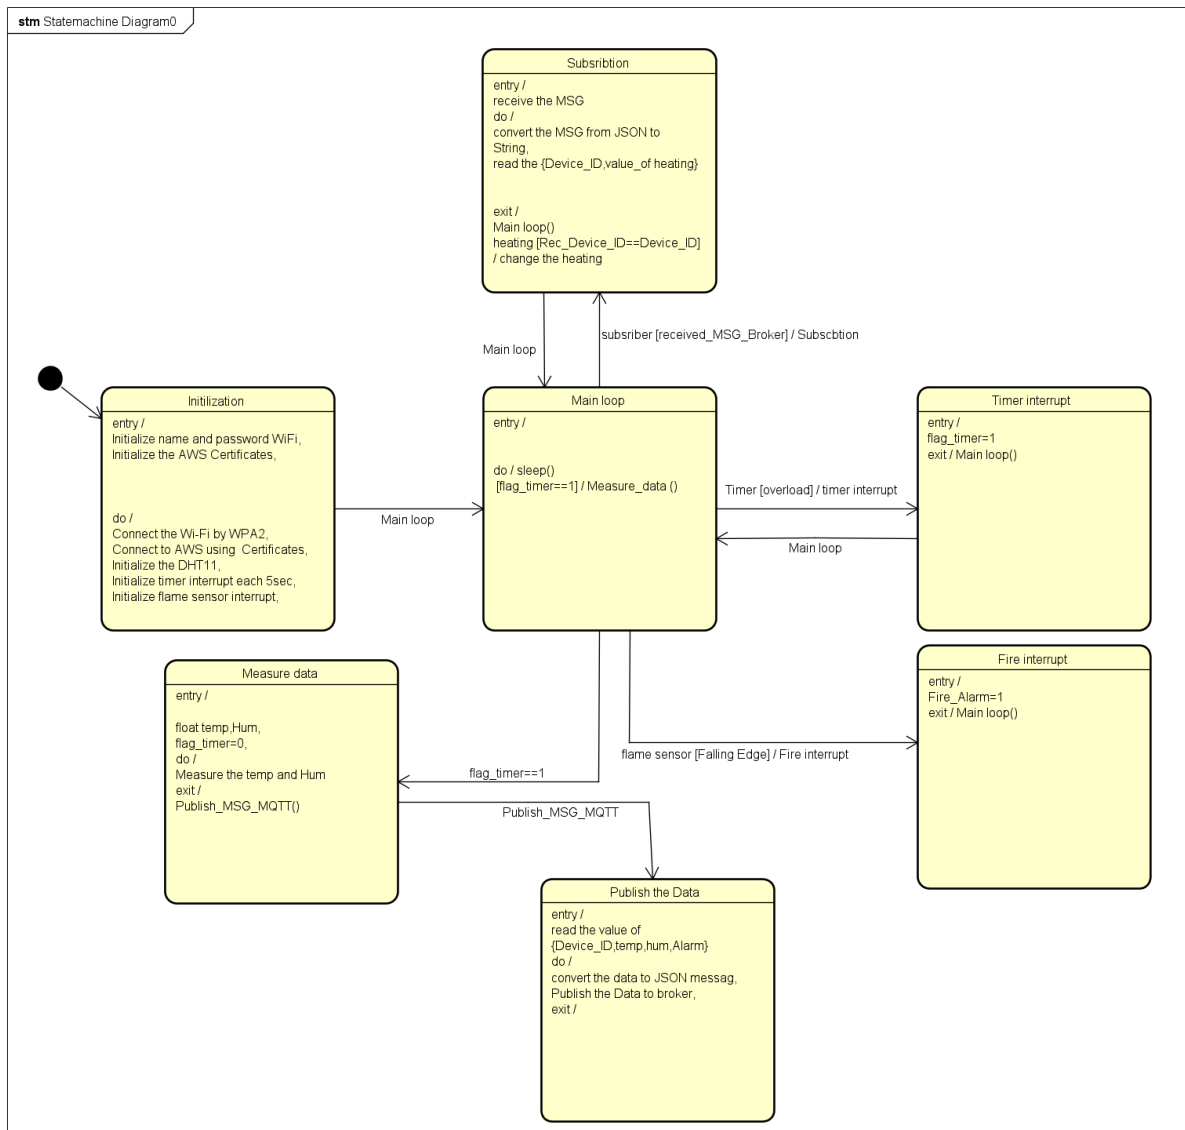 stm Statemachine Diagram0
Subsribtion
entry /
receive the MSG
do /
convert the MSG from JSON to
String,
read the {Device_ID,value_of heating}
exit /
Main loop()
heating [Rec_Device_ID==Device_ID]
/ change the heating
Main loop
subsriber [received_MSG_Broker] / Subscbtion
Initilization
entry /
Initialize name and password WiFi,
Initialize the AWS Certificates,
do /
Connect the Wi-Fi by WPA2,
Connect to AWS using Certificates,
Initialize the DHT11,
Initialize timer interrupt each 5sec,
Initialize flame sensor interrupt,
Main loop
Main loop
entry /
do / sleep()
[flag_timer==1] / Measure_data ()
Timer [overload] / timer interrupt
Main loop
Timer interrupt
entry /
flag_timer=1
exit / Main loop()
Fire interrupt
entry /
Fire_Alarm=1
exit / Main loop()
flame sensor [Falling Edge] / Fire interrupt
Measure data
entry /
float temp,Hum,
flag_timer=0,
do /
Measure the temp and Hum
exit /
Publish_MSG_MQTT()
flag_timer==1
Publish_MSG_MQTT
Publish the Data
entry /
read the value of
{Device_ID,temp,hum,Alarm}
do /
convert the data to JSON messag,
Publish the Data to broker,
exit /